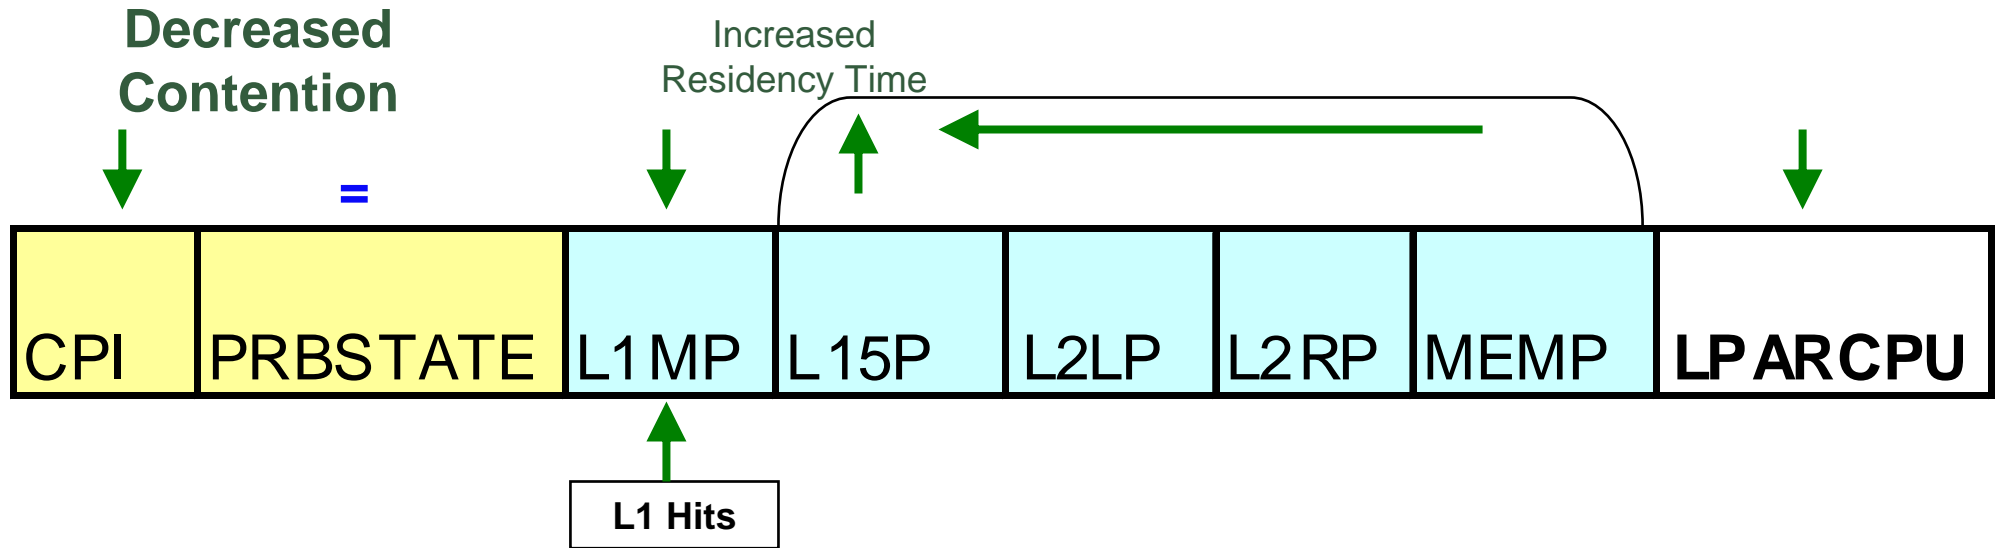 Decreased
Contention
Increased
Residency Time
=
CPI PRBSTATE L1MP L15P L2LP L2RP MEMP LPARCPU
L1 Hits